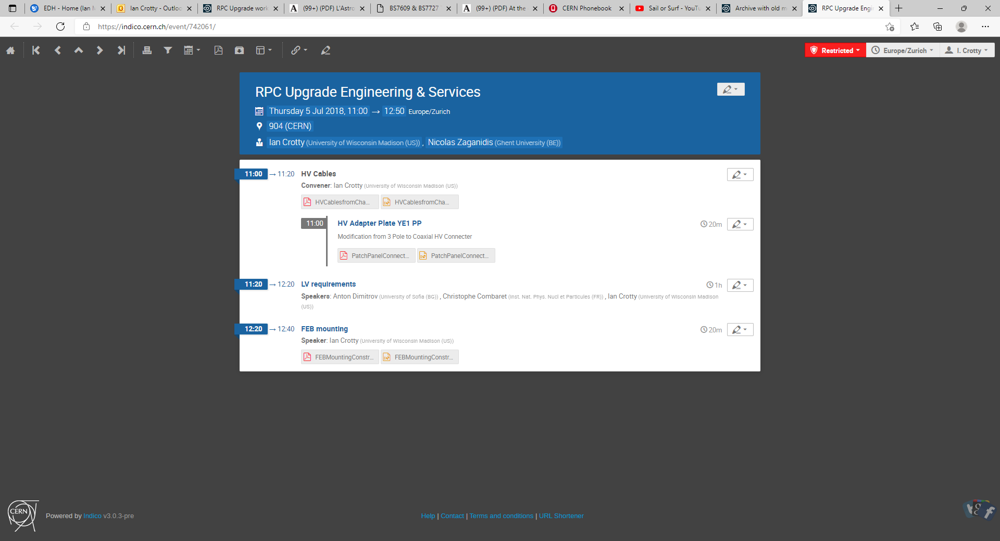 EDH - Home (Ian M
Ian Crotty - Outloo
RPC Upgrade work
(99+) (PDF) L'Astro
BS7609 & BS7727
(99+) (PDF) At the
CERN Phonebook
Sail or Surf - YouTu
Archive with old m
RPC Upgrade Engi
https://indico.cern.ch/event/742061/
Restricted
Europe/Zurich
I. Crotty
RPC Upgrade Engineering & Services
Thursday 5 Jul 2018, 11:00 → 12:50 Europe/Zurich
904 (CERN)
Ian Crotty (University of Wisconsin Madison (US)) , Nicolas Zaganidis (Ghent University (BE))
11:00 → 11:20 HV Cables
Convener: Ian Crotty (University of Wisconsin Madison (US))
HVCablesfromCha... HVCablesfromCha...
11:00 HV Adapter Plate YE1 PP 20m
Modification from 3 Pole to Coaxial HV Connecter
PatchPanelConnect... PatchPanelConnect...
11:20 → 12:20 LV requirements 1h
Speakers: Anton Dimitrov (University of Sofia (BG)) , Christophe Combaret (Inst. Nat. Phys. Nucl et Particules (FR)) , Ian Crotty (University of Wisconsin Madison
(US))
12:20 → 12:40 FEB mounting 20m
Speaker: Ian Crotty (University of Wisconsin Madison (US))
FEBMountingConstr... FEBMountingConstr...
CERN
Powered by Indico v3.0.3-pre
Help | Contact | Terms and conditions | URL Shortener